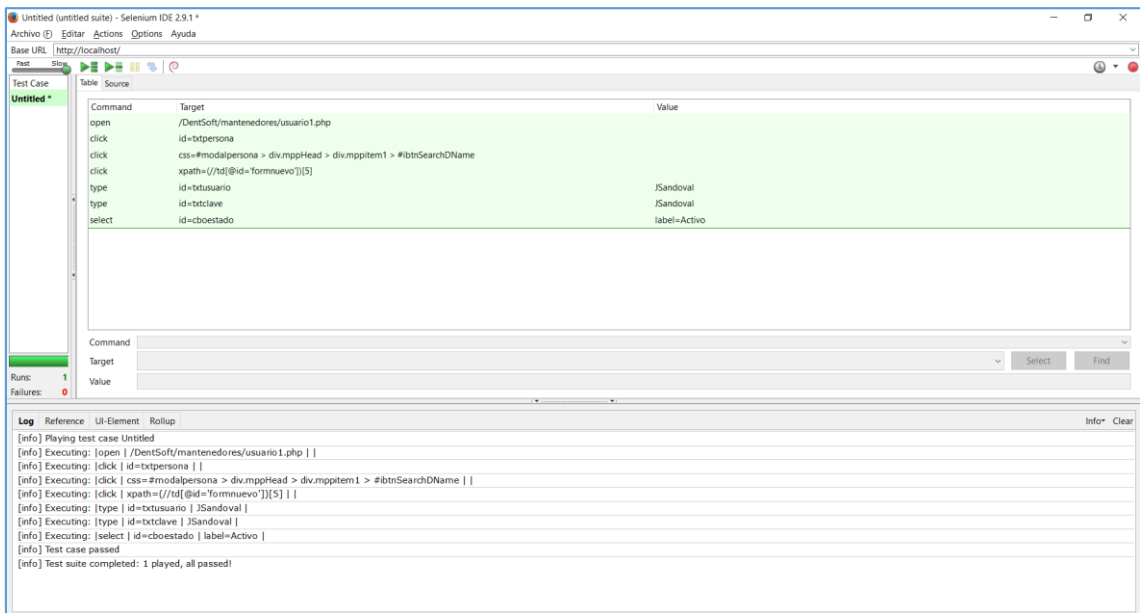 Untitled (untitled suite) - Selenium IDE 2.9.1 *
Archivo (F) Editar Actions Options Ayuda
Base URL http://localhost/
Fast Slow
Test Case Table Source
Untitled *
Command Target Value
open /DentSoft/mantenedores/usuario1.php
click id=txtpersona
click css=#modalpersona > div.mppHead > div.mppitem1 > #ibtnSearchDName
click xpath=(//td[@id='formnuevo'])[5]
type id=txtusuario JSandoval
type id=txtclave JSandoval
select id=cboestado label=Activo
Command
Target Select Find
Runs: 1 Value
Failures: 0
Log Reference UI-Element Rollup Info Clear
[info] Playing test case Untitled
[info] Executing: |open | /DentSoft/mantenedores/usuario1.php | |
[info] Executing: |click | id=txtpersona | |
[info] Executing: |click | css=#modalpersona > div.mppHead > div.mppitem1 > #ibtnSearchDName | |
[info] Executing: |click | xpath=(//td[@id='formnuevo'])[5] | |
[info] Executing: |type | id=txtusuario | JSandoval |
[info] Executing: |type | id=txtclave | JSandoval |
[info] Executing: |select | id=cboestado | label=Activo |
[info] Test case passed
[info] Test suite completed: 1 played, all passed!